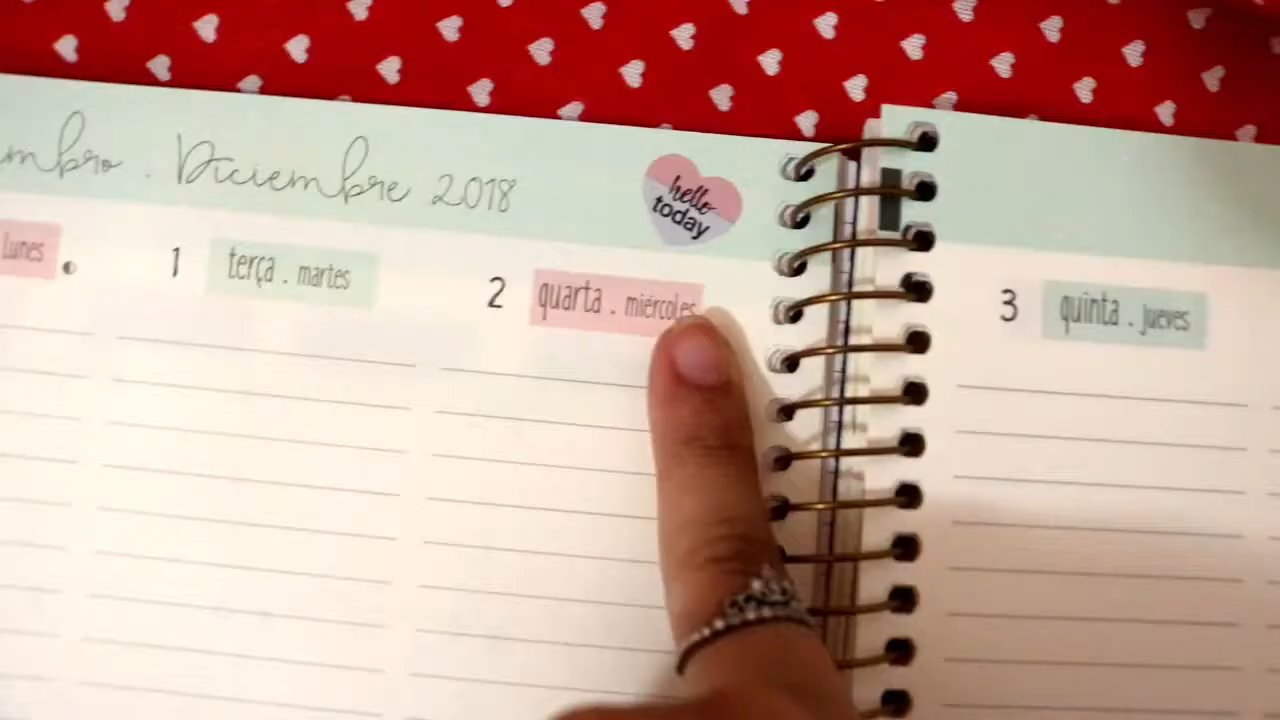 . Diciembre 2018
hello
today
lunes
1 terça . martes
2 quarta . miércoles
3 quinta . jueves